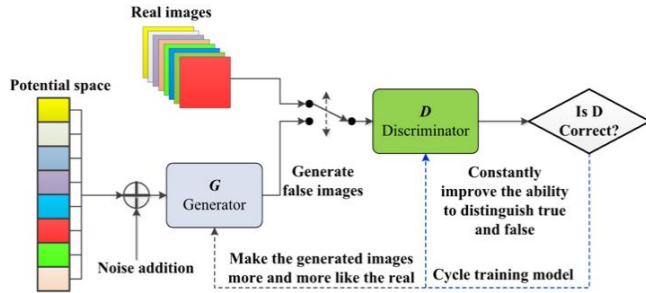 Real images
Potential space
D
Discriminator
Is D
Correct?
Generate
false images
G
Generator
Constantly
improve the ability
to distinguish true
and false
Noise addition
Make the generated images
more and more like the real
Cycle training model